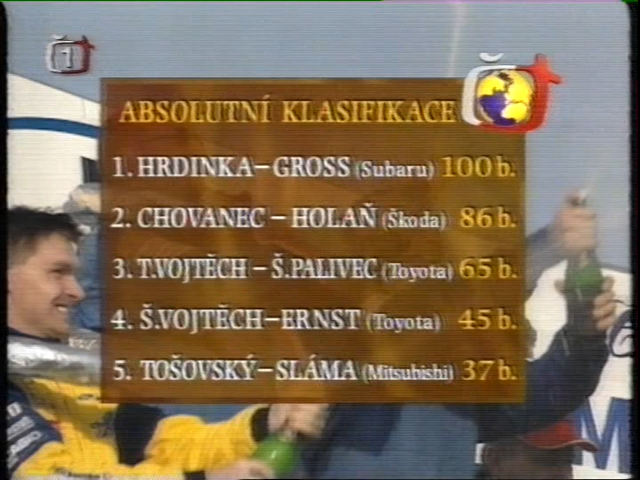 Č1
ABSOLUTNÍ KLASIFIKACE
1. HRDINKA – GROSS (Subaru) 100 b.
2. CHOVANEC – HOLAŇ (Škoda) 86 b.
3. T.VOJTĚCH – Š.PALIVEC (Toyota) 65 b.
4. Š.VOJTĚCH – ERNST (Toyota) 45 b.
5. TOŠOVSKÝ – SLÁMA (Mitsubishi) 37 b.
M